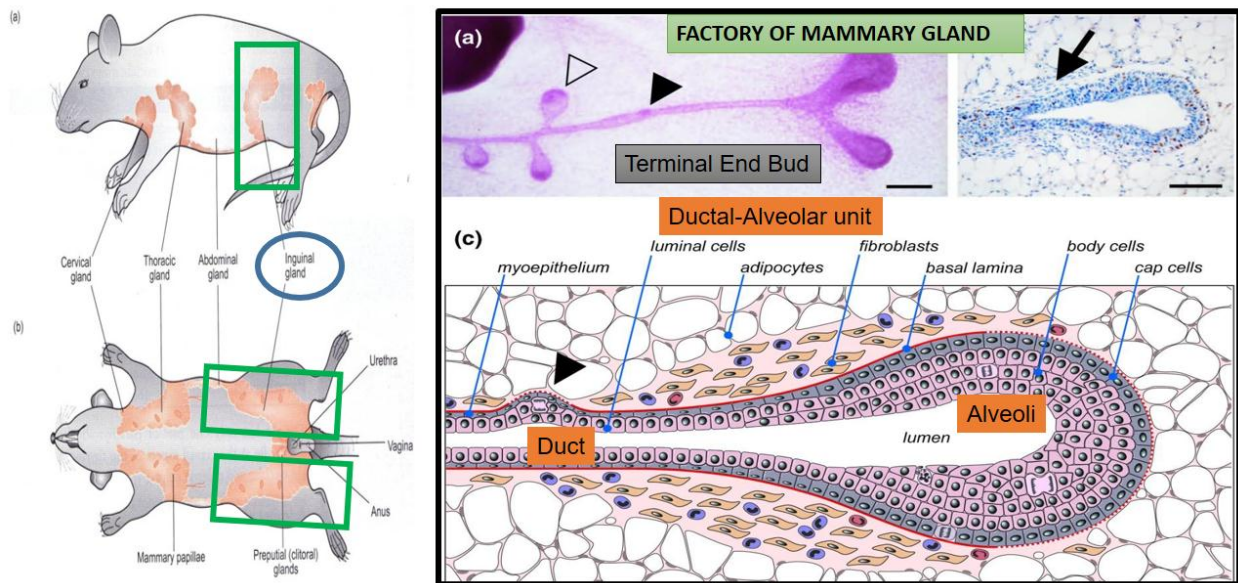 (a)
Cervical
gland
Thoracic
gland
Abdominal
gland
Inguinal
gland
(b)
Urethra
Vagina
Anus
Mammary papillae
Preputial (clitoral)
glands
FACTORY OF MAMMARY GLAND
(a)
Terminal End Bud
Ductal-Alveolar unit
(c)
luminal cells
fibroblasts
body cells
myoepithelium
adipocytes
basal lamina
cap cells
Alveoli
Duct
lumen